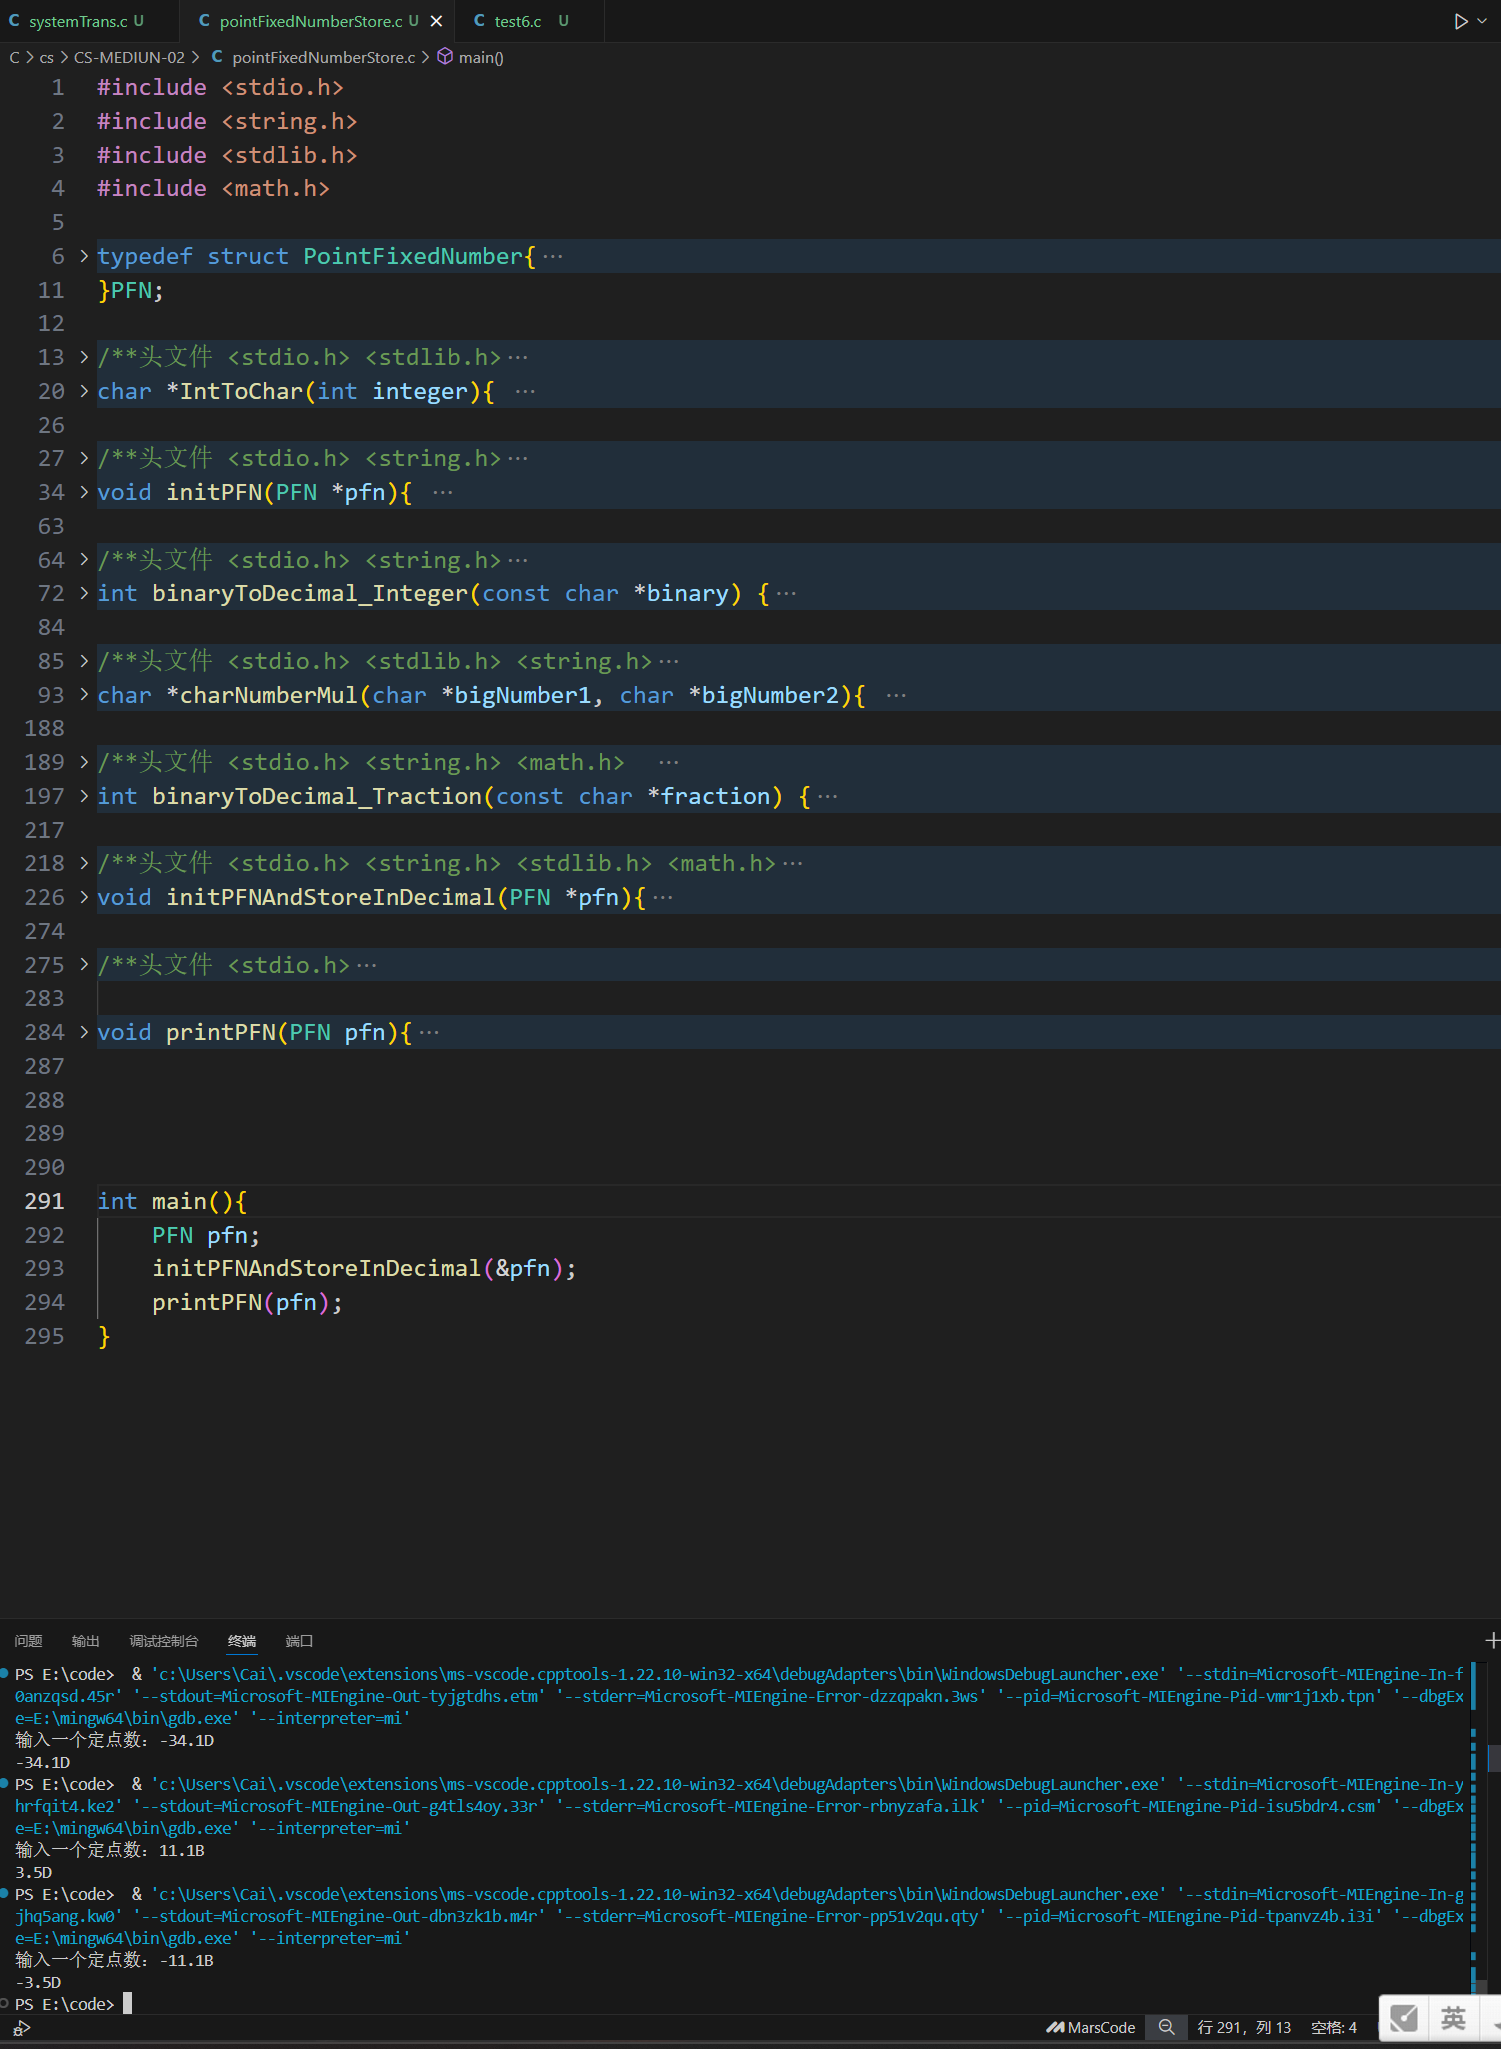 systemTrans.c U pointFixedNumberStore.c U test6.c U
C > cs > CS-MEDIUN-02 > C pointFixedNumberStore.c > main()
1 #include <stdio.h>
2 #include <string.h>
3 #include <stdlib.h>
4 #include <math.h>
5
6 typedef struct PointFixedNumber{ ...
11 }PFN;
12
13 /**头文件 <stdio.h> <stdlib.h>...
20 char *IntToChar(int integer){ ...
26
27 /**头文件 <stdio.h> <string.h>...
34 void initPFN(PFN *pfn){ ...
63
64 /**头文件 <stdio.h> <string.h>...
72 int binaryToDecimal_Integer(const char *binary) { ...
84
85 /**头文件 <stdio.h> <stdlib.h> <string.h>...
93 char *charNumberMul(char *bigNumber1, char *bigNumber2){ ...
188
189 /**头文件 <stdio.h> <string.h> <math.h> ...
197 int binaryToDecimal_Traction(const char *fraction) { ...
217
218 /**头文件 <stdio.h> <string.h> <stdlib.h> <math.h>...
226 void initPFNAndStoreInDecimal(PFN *pfn){ ...
274
275 /**头文件 <stdio.h>...
283
284 void printPFN(PFN pfn){ ...
287
288
289
290
291 int main(){
292 PFN pfn;
293 initPFNAndStoreInDecimal(&pfn);
294 printPFN(pfn);
295 }
问题 输出 调试控制台 终端 端口
PS E:\code> & 'c:\Users\Cai\.vscode\extensions\ms-vscode.cpptools-1.22.10-win32-x64\debugAdapters\bin\WindowsDebugLauncher.exe' '--stdin=Microsoft-MIEngine-In-f
0anzqsd.45r' '--stdout=Microsoft-MIEngine-Out-tyjgtdhs.etm' '--stderr=Microsoft-MIEngine-Error-dzzqpakn.3ws' '--pid=Microsoft-MIEngine-Pid-vmr1j1xb.tpn' '--dbgEx
e=E:\mingw64\bin\gdb.exe' '--interpreter=mi'
输入一个定点数：-34.1D
-34.1D
PS E:\code> & 'c:\Users\Cai\.vscode\extensions\ms-vscode.cpptools-1.22.10-win32-x64\debugAdapters\bin\WindowsDebugLauncher.exe' '--stdin=Microsoft-MIEngine-In-y
hrfqit4.ke2' '--stdout=Microsoft-MIEngine-Out-g4tls4oy.33r' '--stderr=Microsoft-MIEngine-Error-rbnyzafa.ilk' '--pid=Microsoft-MIEngine-Pid-isu5bdr4.csm' '--dbgEx
e=E:\mingw64\bin\gdb.exe' '--interpreter=mi'
输入一个定点数：11.1B
3.5D
PS E:\code> & 'c:\Users\Cai\.vscode\extensions\ms-vscode.cpptools-1.22.10-win32-x64\debugAdapters\bin\WindowsDebugLauncher.exe' '--stdin=Microsoft-MIEngine-In-g
jhq5ang.kw0' '--stdout=Microsoft-MIEngine-Out-dbn3zk1b.m4r' '--stderr=Microsoft-MIEngine-Error-pp51v2qu.qty' '--pid=Microsoft-MIEngine-Pid-tpanvz4b.i3i' '--dbgEx
e=E:\mingw64\bin\gdb.exe' '--interpreter=mi'
输入一个定点数：-11.1B
-3.5D
PS E:\code>
MarsCode 行 291，列 13 空格: 4 英